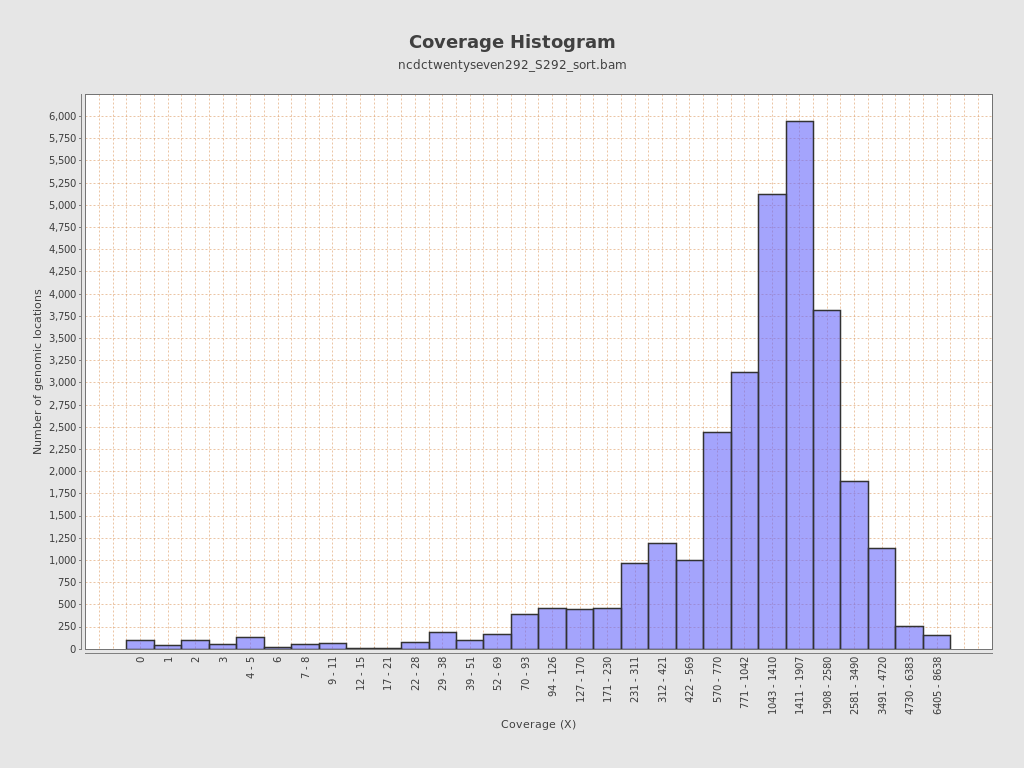 Coverage Histogram
ncdctwentyseven292_S292_sort.bam
6,000
5,750
5,500
5,250
5,000
4,750
4,500
4,250
4,000
3,750
3,500
3,250
3,000
2,750
2,500
2,250
2,000
1,750
1,500
1,250
1,000
750
500
250
0
Number of genomic locations
0
1
2
3
4 - 5
6
7 - 8
9 - 11
12 - 15
17 - 21
22 - 28
29 - 38
39 - 51
52 - 69
70 - 93
94 - 126
127 - 170
171 - 230
231 - 311
312 - 421
422 - 569
570 - 770
771 - 1042
1043 - 1410
1411 - 1907
1908 - 2580
2581 - 3490
3491 - 4720
4730 - 6383
6405 - 8638
Coverage (X)